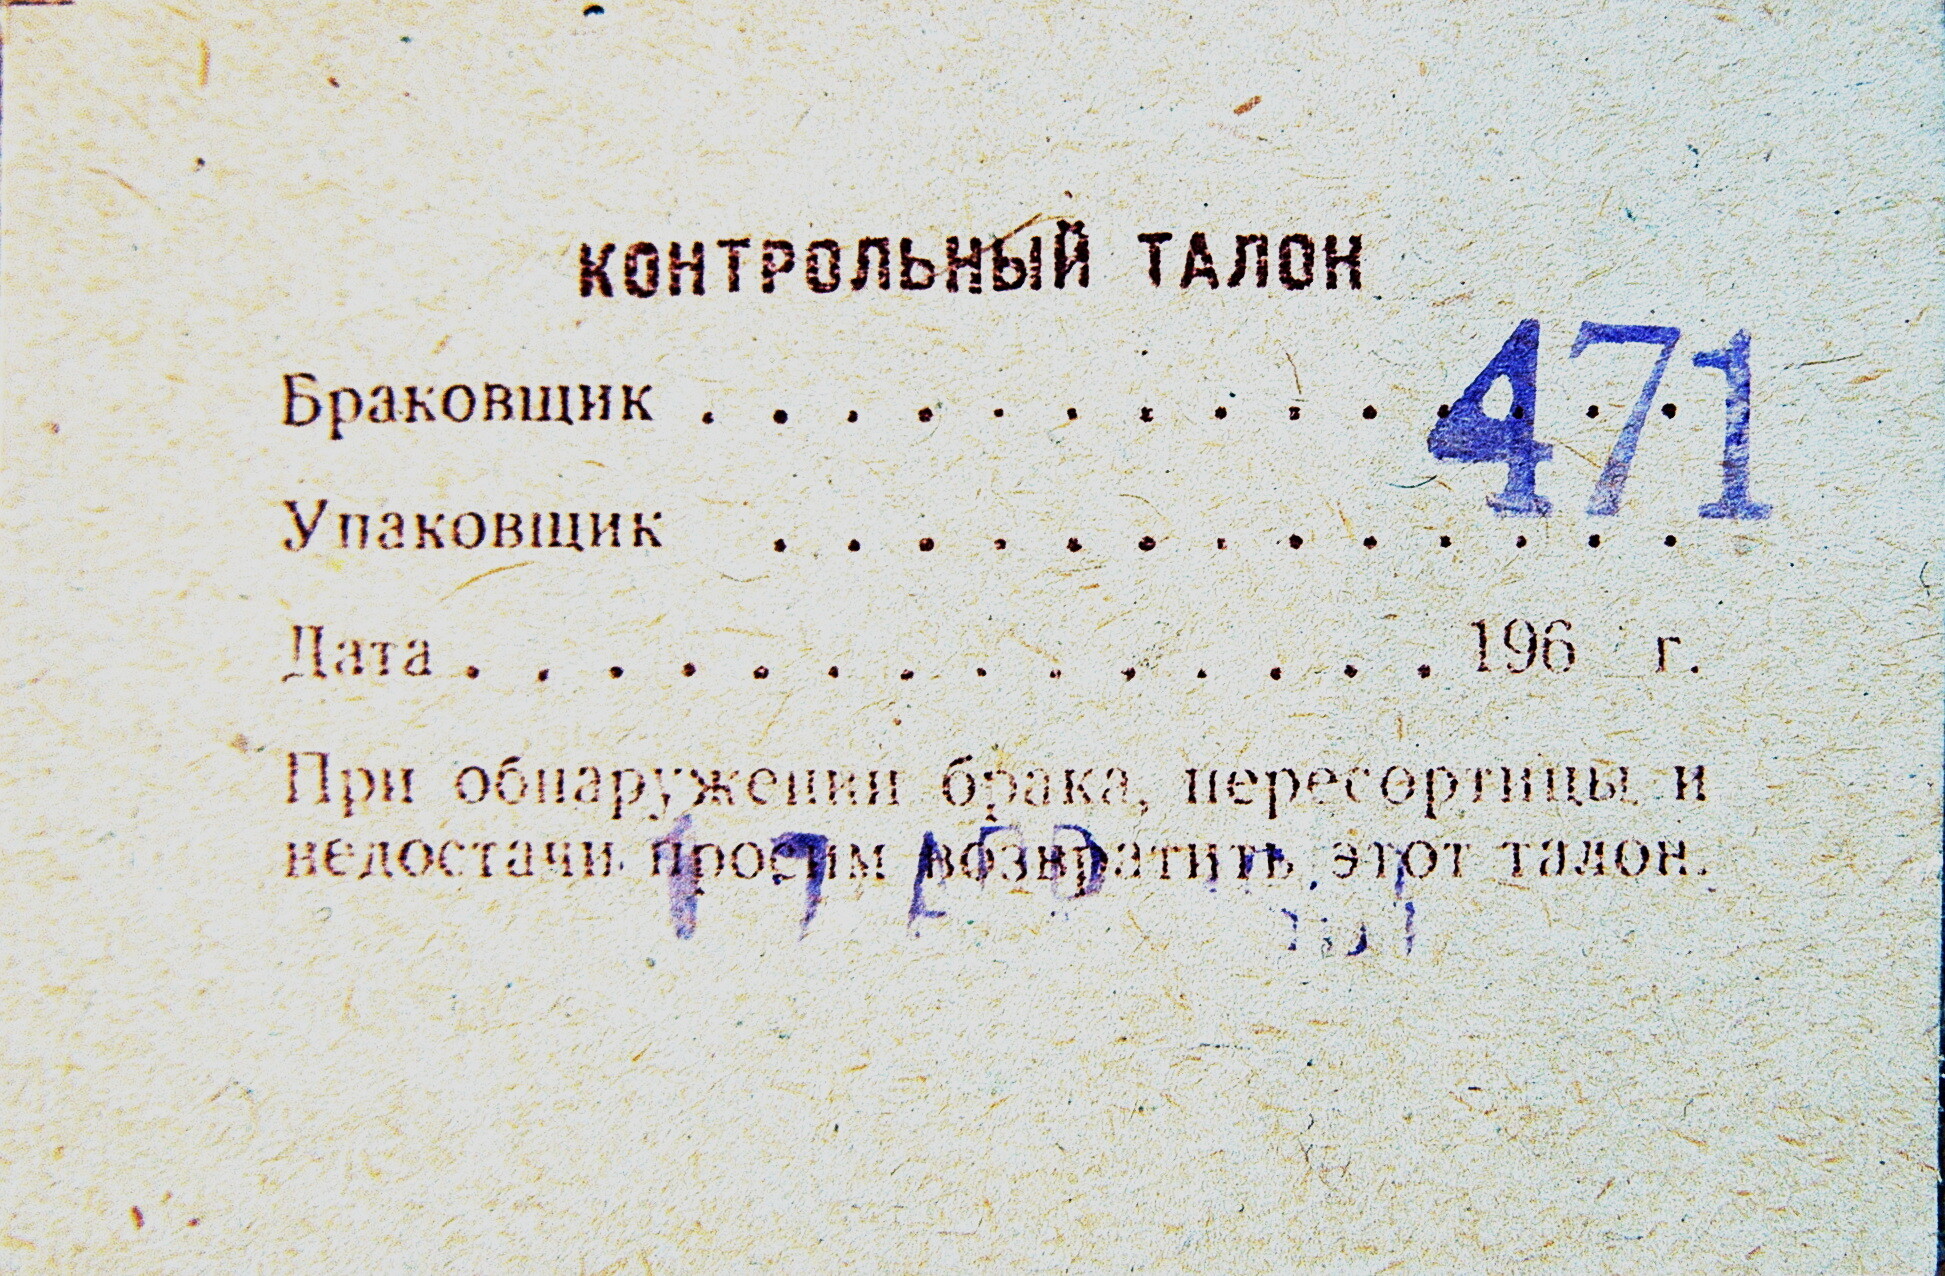 КОНТРОЛЬНЫЙ ТАЛОН
Браковщик . . . . . . . . . . . . . . 471
Упаковщик . . . . . . . . . . . . .
Дата . . . . . . . . . . . . . . 196 г.
При обнаружении брака, пересортицы и
недостачи просим возвратить этот талон.